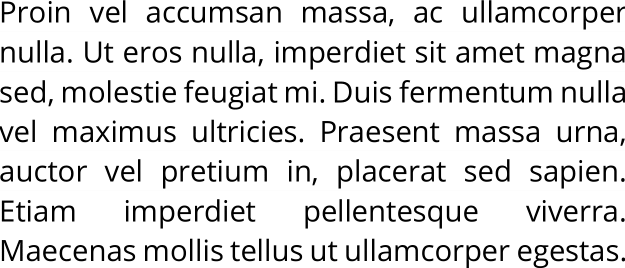 Proin vel accumsan massa, ac ullamcorper
nulla. Ut eros nulla, imperdiet sit amet magna
sed, molestie feugiat mi. Duis fermentum nulla
vel maximus ultricies. Praesent massa urna,
auctor vel pretium in, placerat sed sapien.
Etiam imperdiet pellentesque viverra.
Maecenas mollis tellus ut ullamcorper egestas.